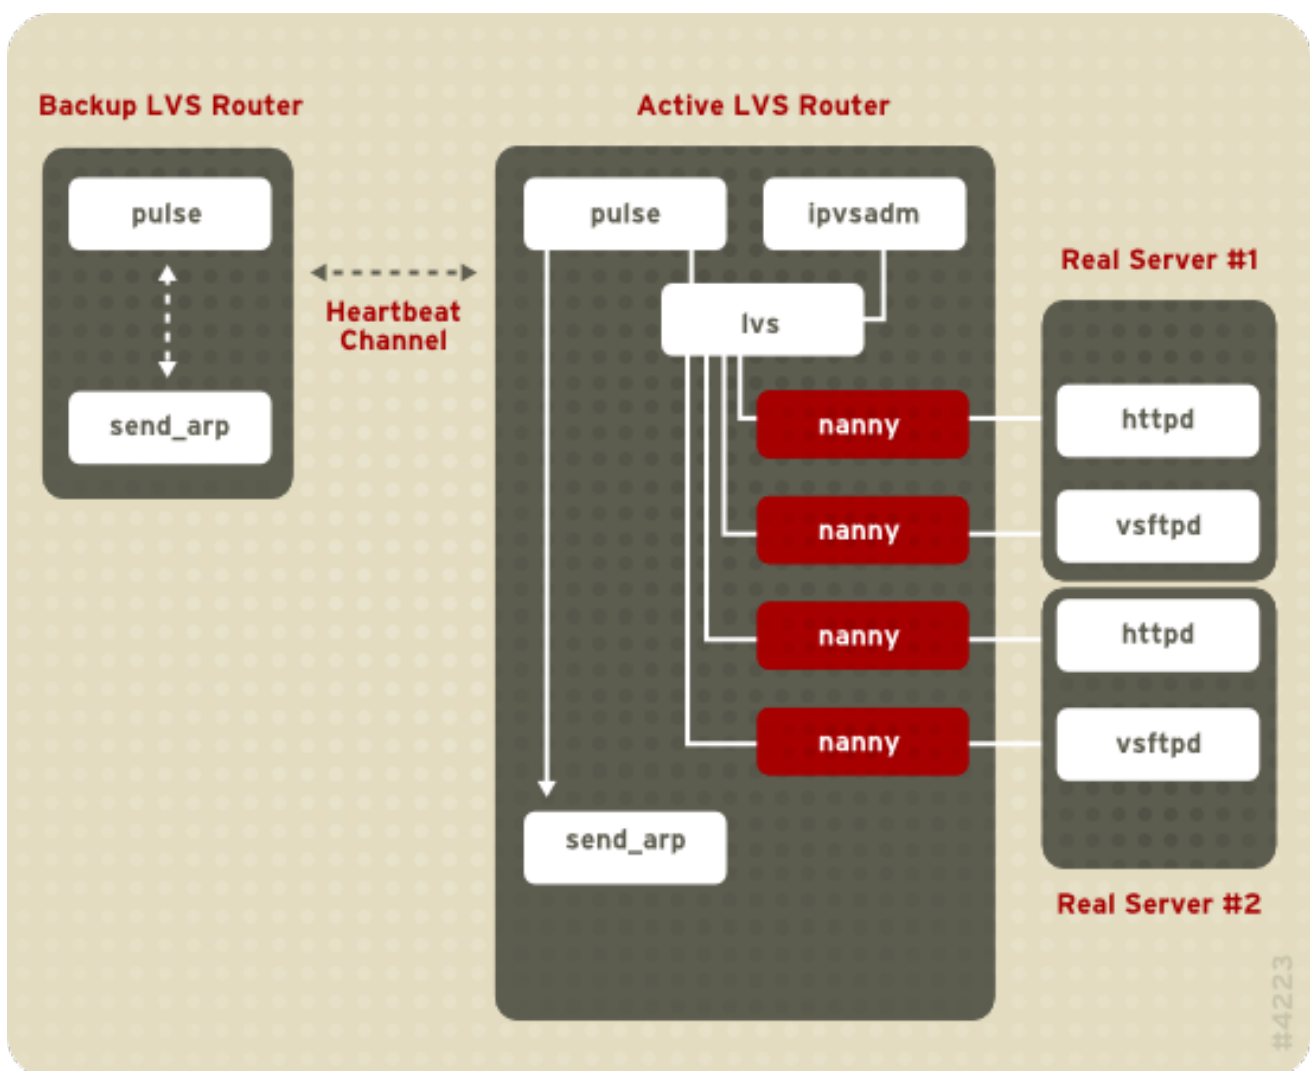 Backup LVS Router
pulse
send_arp
Heartbeat
Channel
Active LVS Router
pulse
ipvsadm
lvs
nanny
nanny
nanny
nanny
send_arp
Real Server #1
httpd
vsftpd
httpd
vsftpd
Real Server #2
#4223